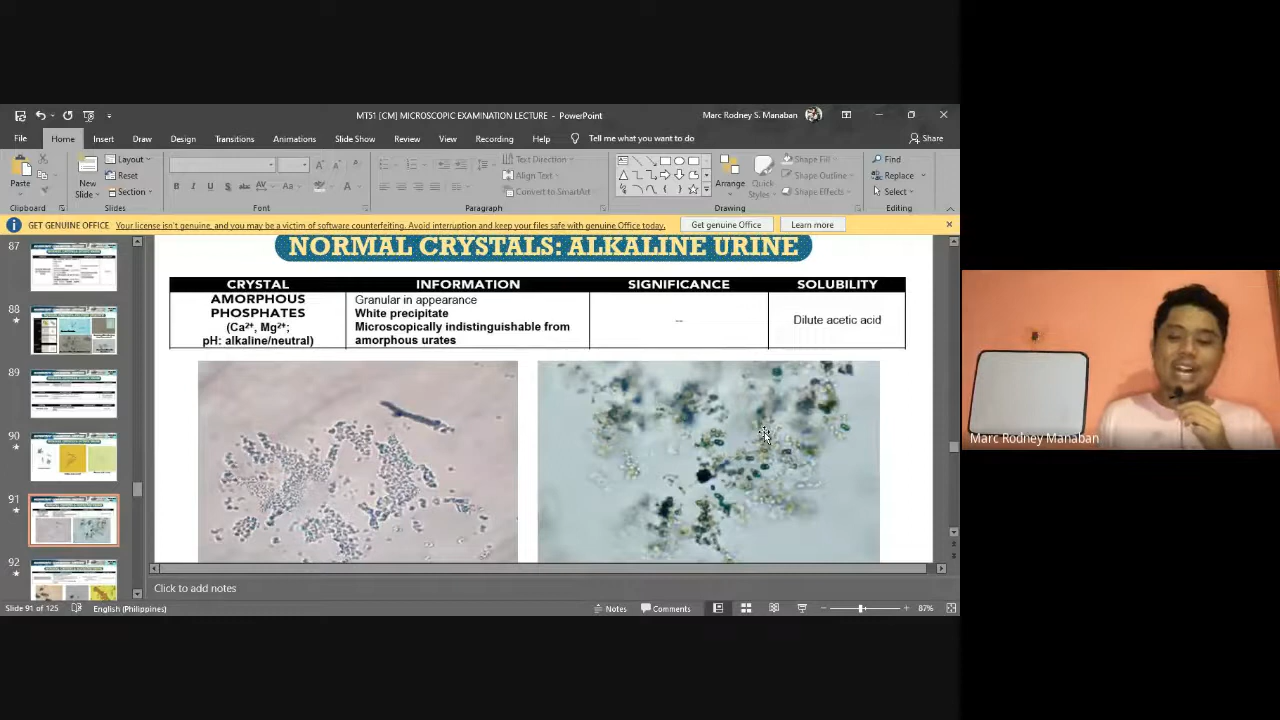 MT51 [CM] MICROSCOPIC EXAMINATION LECTURE - PowerPoint
Marc Rodney S. Manaban
File Home Insert Draw Design Transitions Animations Slide Show Review View Recording Help Tell me what you want to do Share
Paste
New
Slide
Layout
Reset
Section
Text Direction
Align Text
Convert to SmartArt
Arrange
Quick
Styles
Shape Fill
Shape Outline
Shape Effects
Find
Replace
Select
Clipboard Slides Font Paragraph Drawing Editing
GET GENUINE OFFICE Your license isn't genuine, and you may be a victim of software counterfeiting. Avoid interruption and keep your files safe with genuine Office today. Get genuine Office Learn more
87
88
89
90
91
92
NORMAL CRYSTALS: ALKALINE URINE
CRYSTAL INFORMATION SIGNIFICANCE SOLUBILITY
AMORPHOUS
PHOSPHATES
(Ca²⁺, Mg²⁺;
pH: alkaline/neutral)
Granular in appearance
White precipitate
Microscopically indistinguishable from
amorphous urates
--
Dilute acetic acid
Marc Rodney Manaban
Click to add notes
Slide 91 of 125 English (Philippines) Notes Comments 87%